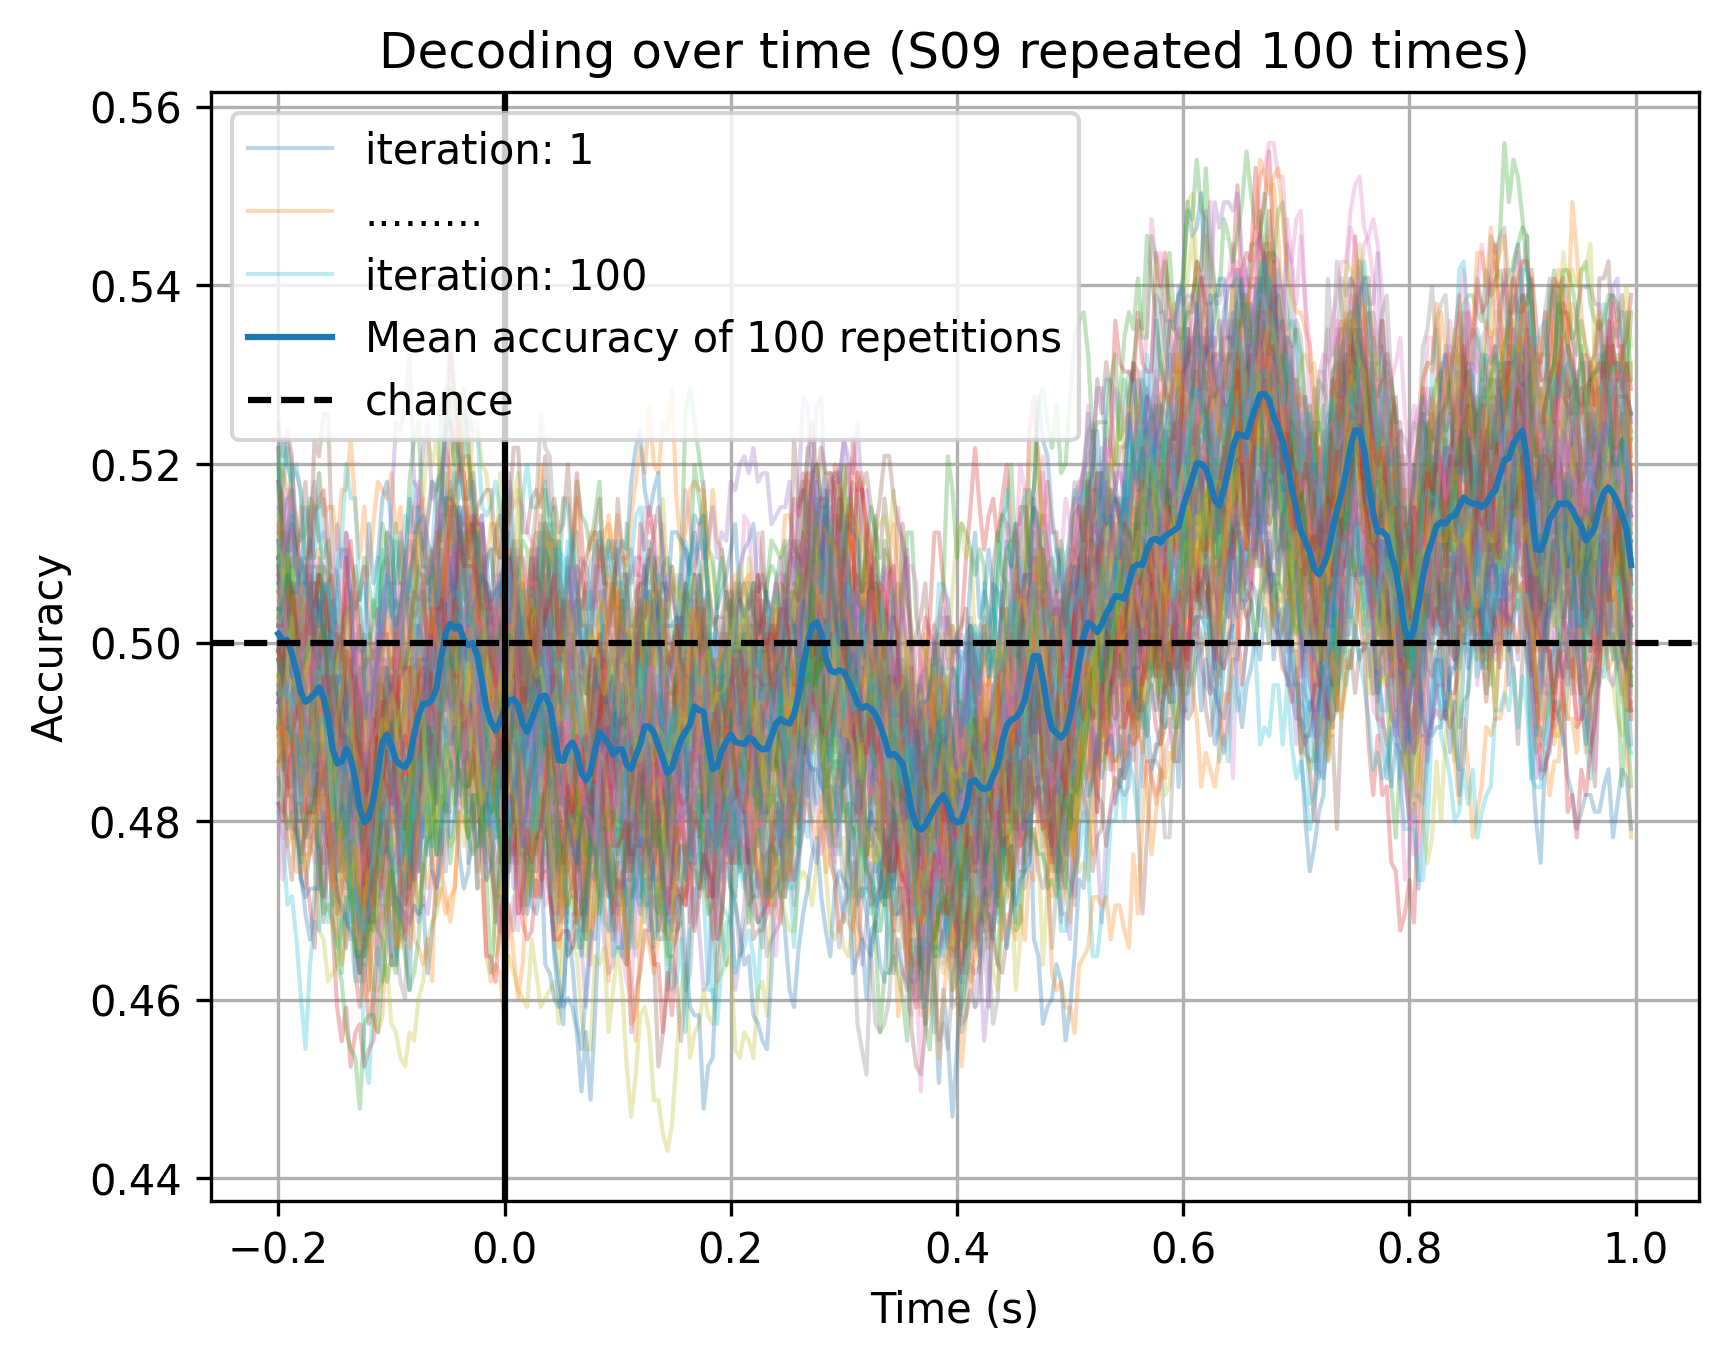 Decoding over time (S09 repeated 100 times)
0.56
0.54
0.52
0.50
0.48
0.46
0.44
Accuracy
iteration: 1
.........
iteration: 100
Mean accuracy of 100 repetitions
chance
−0.2 0.0 0.2 0.4 0.6 0.8 1.0
Time (s)